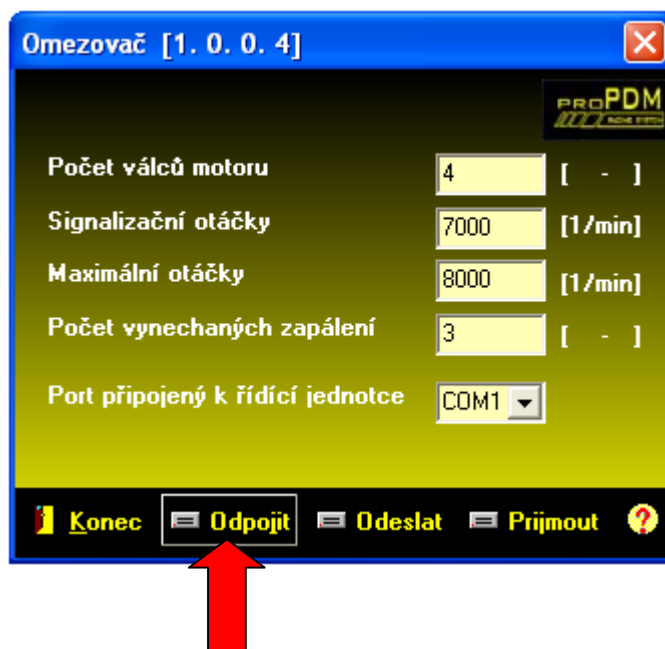 Omezovač [1. 0. 0. 4]
proPDM
Počet válců motoru 4 [ - ]
Signalizační otáčky 7000 [1/min]
Maximální otáčky 8000 [1/min]
Počet vynechaných zapálení 3 [ - ]
Port připojený k řídící jednotce COM1
Konec Odpojit Odeslat Prijmout ?